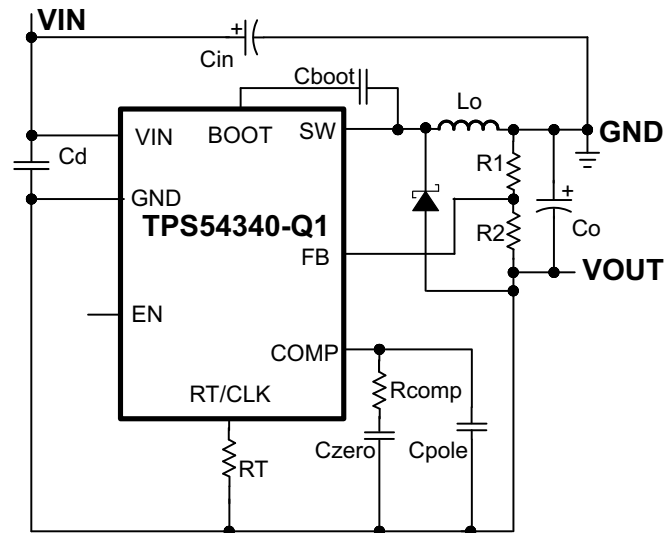 VIN
+
Cin
Cboot
Lo
VIN
BOOT
SW
GND
Cd
R1
GND
+
TPS54340-Q1
R2
Co
FB
VOUT
EN
COMP
Rcomp
RT/CLK
Czero
Cpole
RT